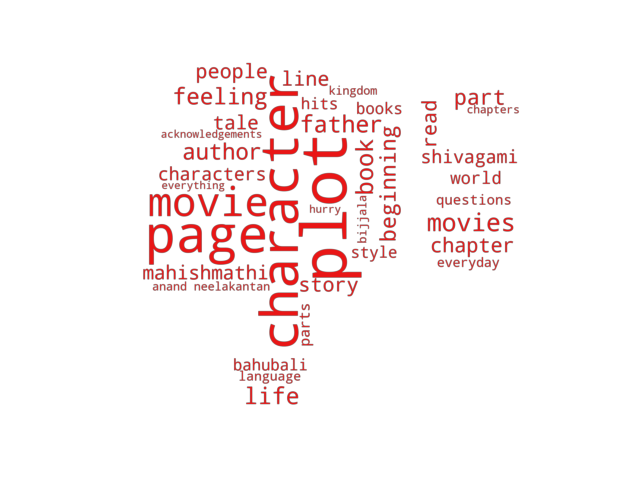 people
line
kingdom
feeling
hits
books
part
chapters
tale
father
read
acknowledgements
author
book
beginning
shivagami
characters
world
everything
movie
character
plot
hurry
bijjala
questions
page
movies
style
chapter
mahishmathi
everyday
anand neelakantan
story
parts
bahubali
language
life